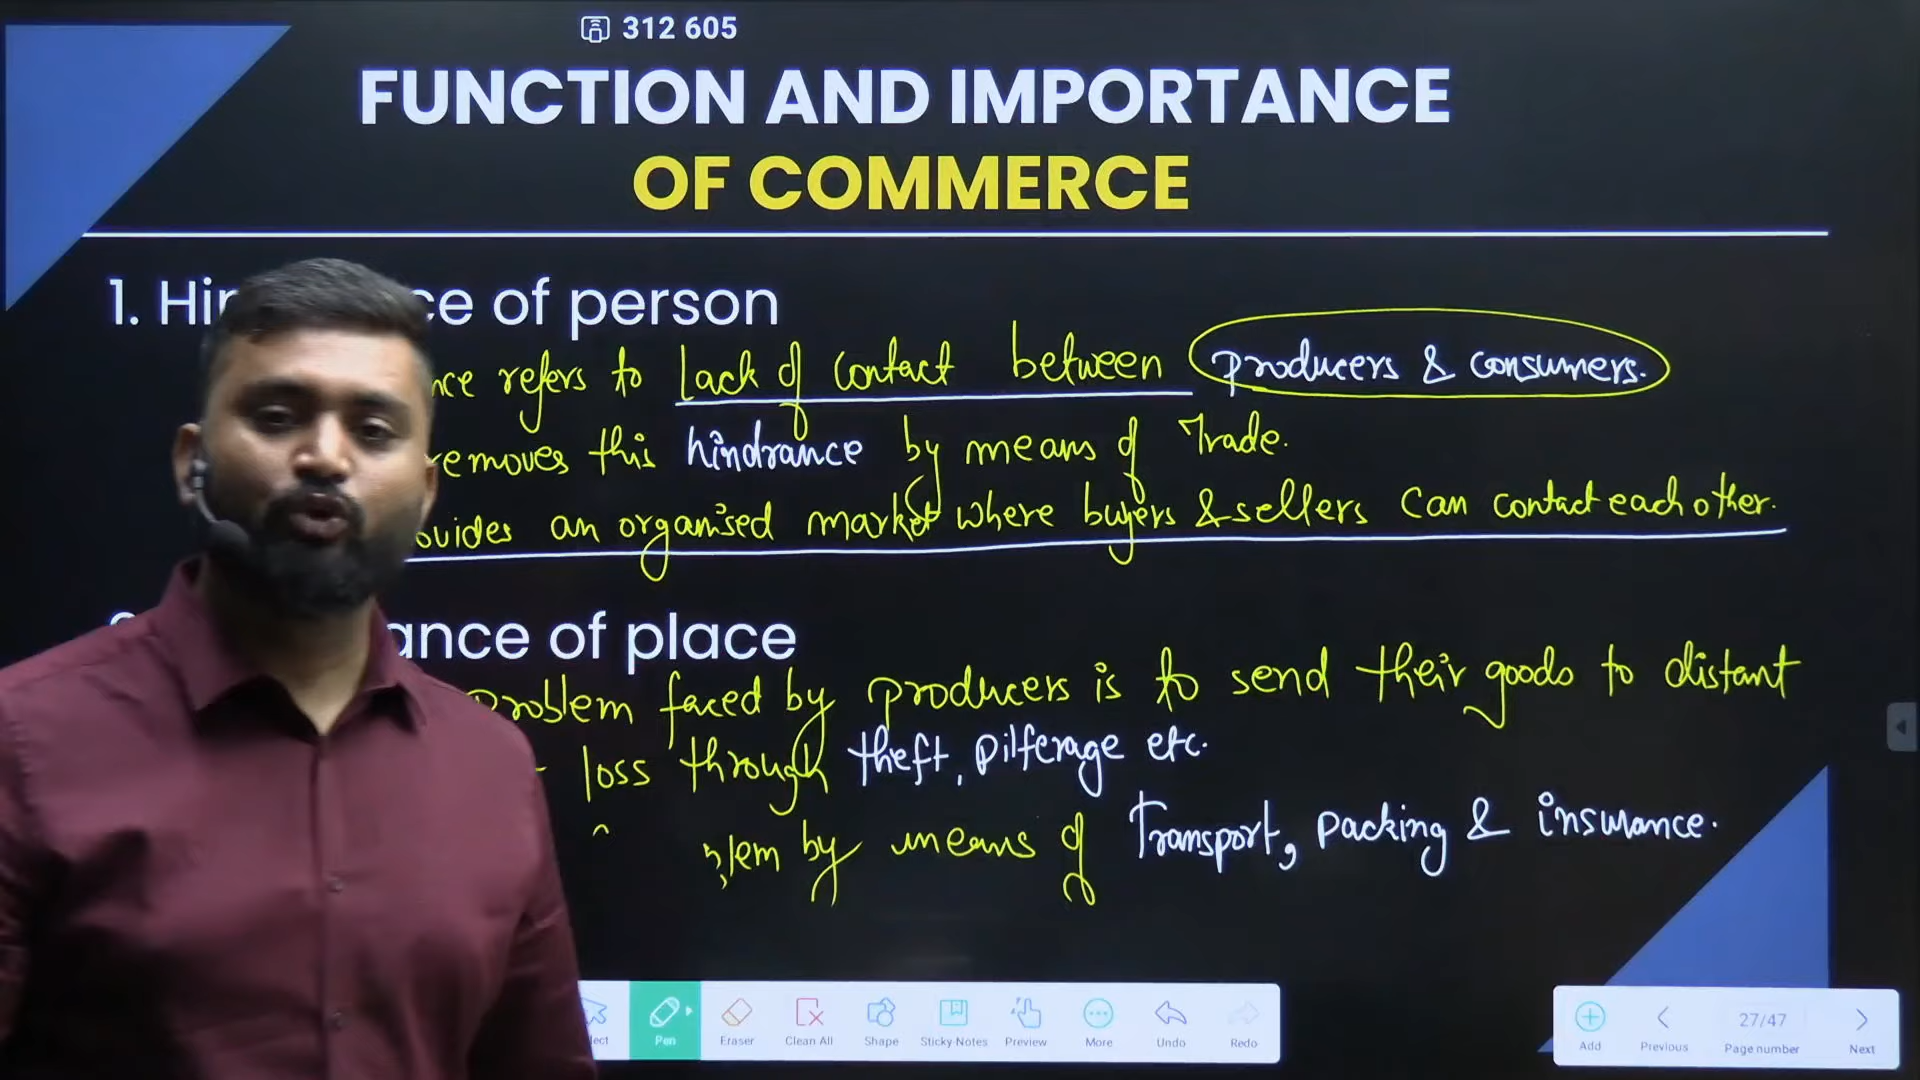 312 605
FUNCTION AND IMPORTANCE
OF COMMERCE
1. Hi ce of person
nce refers to Lack of contact between producers & consumers.
removes this hindrance by means of Trade.
ovides an organised market where buyers & sellers can contact each other.
ance of place
problem faced by producers is to send their goods to distant
loss through theft, pilferage etc.
lem by means of Transport, packing & insurance.
lect Pen Eraser Clean All Shape Sticky-Notes Preview More Undo Redo
Add Previous 27/47 Page number Next